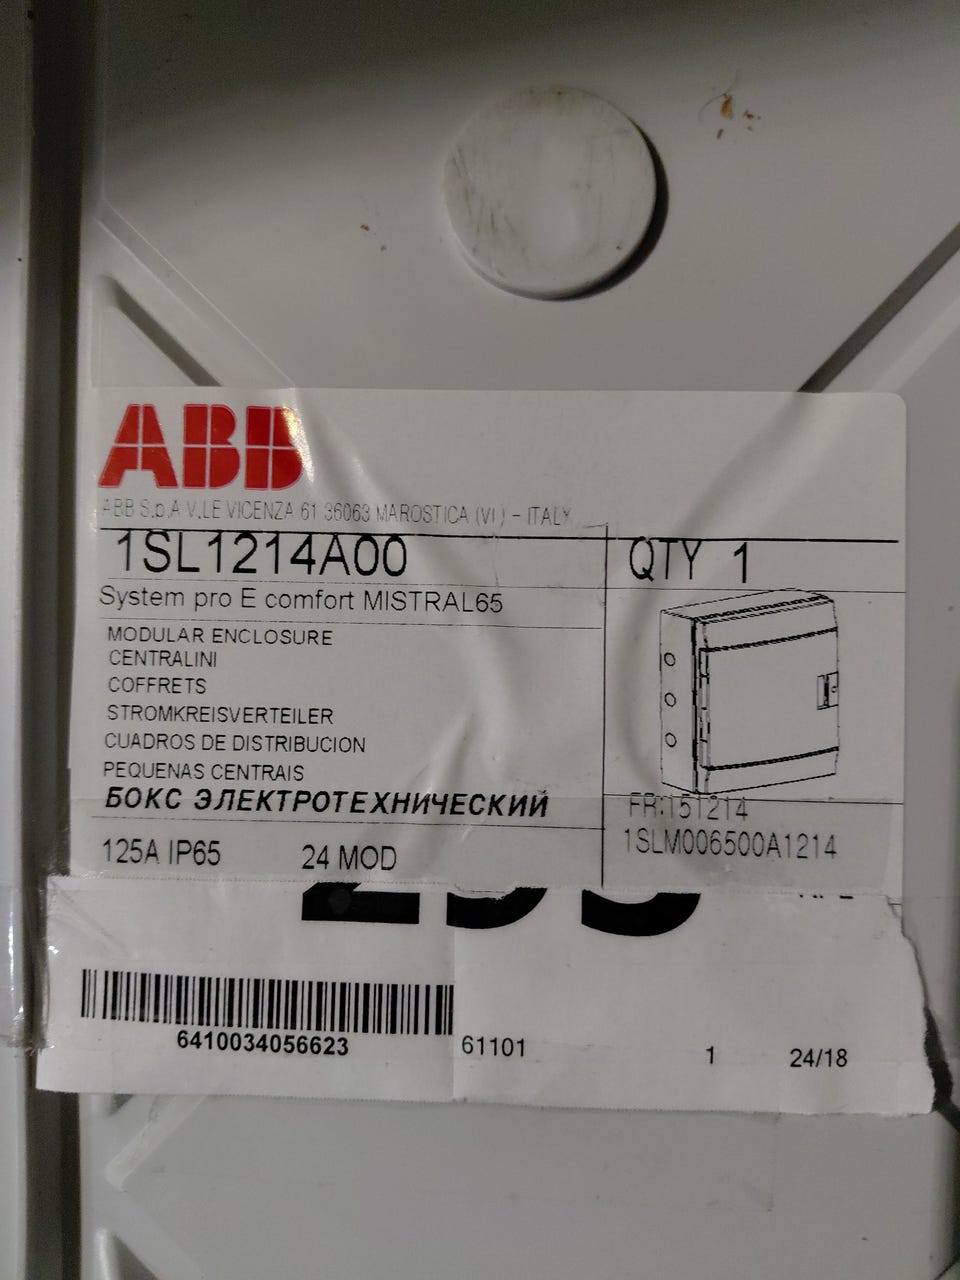 ABB
ABB S.p.A V.LE VICENZA 61 36063 MAROSTICA (VI) - ITALY
1SL1214A00
QTY 1
System pro E comfort MISTRAL65
MODULAR ENCLOSURE
CENTRALINI
COFFRETS
STROMKREISVERTEILER
CUADROS DE DISTRIBUCION
PEQUENAS CENTRAIS
БОКС ЭЛЕКТРОТЕХНИЧЕСКИЙ
FR:151214
1SLM006500A1214
125A IP65 24 MOD
6410034056623
61101 1 24/18